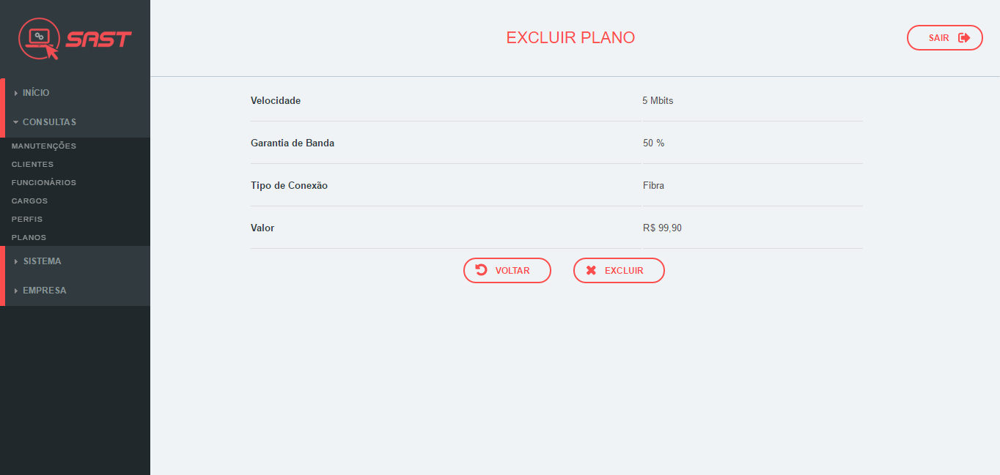 SAST
EXCLUIR PLANO
SAIR
INÍCIO
CONSULTAS
MANUTENÇÕES
CLIENTES
FUNCIONÁRIOS
CARGOS
PERFIS
PLANOS
SISTEMA
EMPRESA
Velocidade 5 Mbits
Garantia de Banda 50 %
Tipo de Conexão Fibra
Valor R$ 99,90
VOLTAR EXCLUIR